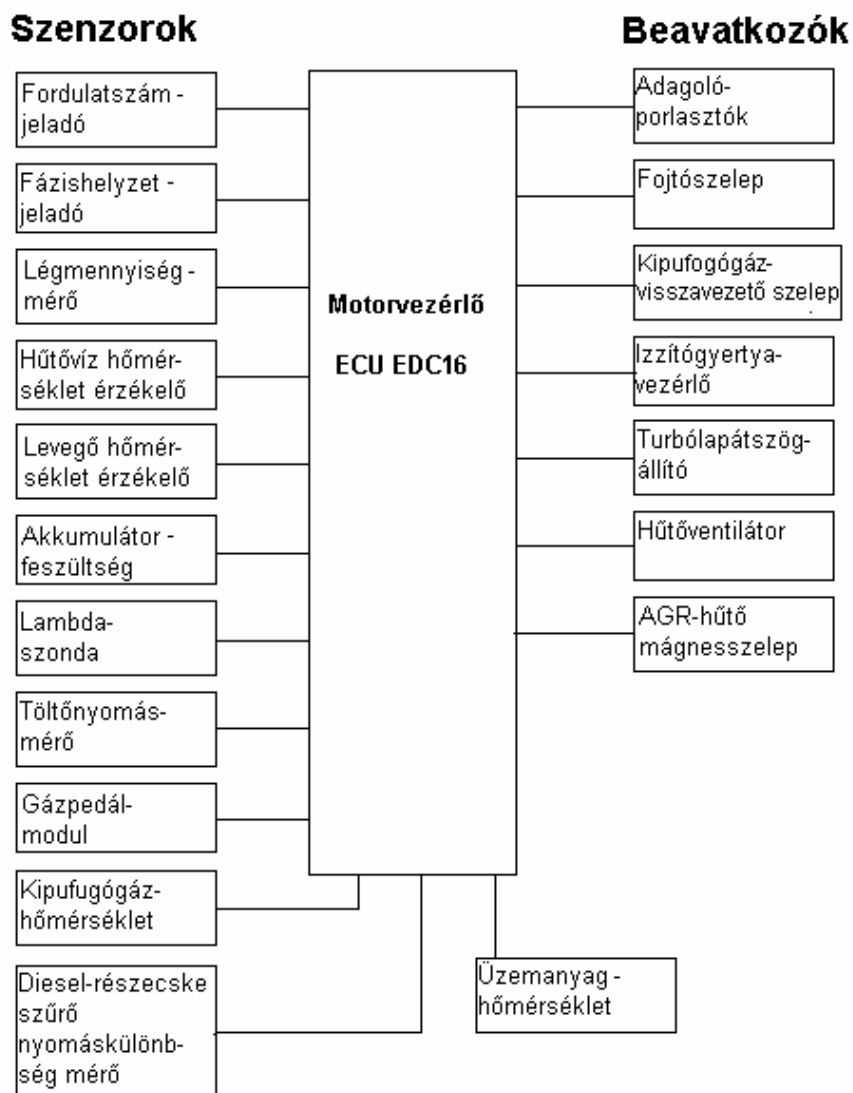 Szenzorok
Beavatkozók
Fordulatszám -
jeladó
Fázishelyzet -
jeladó
Légmennyiség -
mérő
Hűtővíz hőmér-
séklet érzékelő
Levegő hőmér-
séklet érzékelő
Akkumulátor -
feszültség
Lambda-
szonda
Töltőnyomás-
mérő
Gázpedál-
modul
Kipufugógáz-
hőmérséklet
Diesel-részecske
szűrő
nyomáskülönb-
ség mérő
Motorvezérlő
ECU EDC16
Üzemanyag -
hőmérséklet
Adagoló-
porlasztók
Fojtószelep
Kipufogógáz-
visszavezető szelep
Izzítógyertya-
vezérlő
Turbólapátszög-
állító
Hűtőventilátor
AGR-hűtő
mágnesszelep